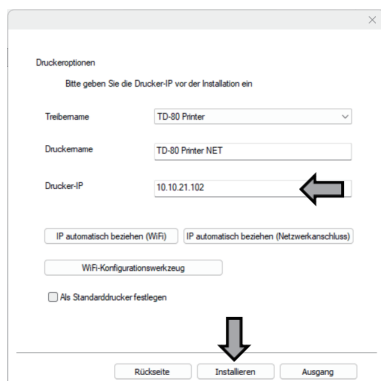 Druckeroptionen
Bitte geben Sie die Drucker-IP vor der Installation ein
Treibername TD-80 Printer
Druckername TD-80 Printer NET
Drucker-IP 10.10.21.102
IP automatisch beziehen (WiFi) IP automatisch beziehen (Netzwerkanschluss)
WiFi-Konfigurationswerkzeug
Als Standarddrucker festlegen
Rückseite Installieren Ausgang